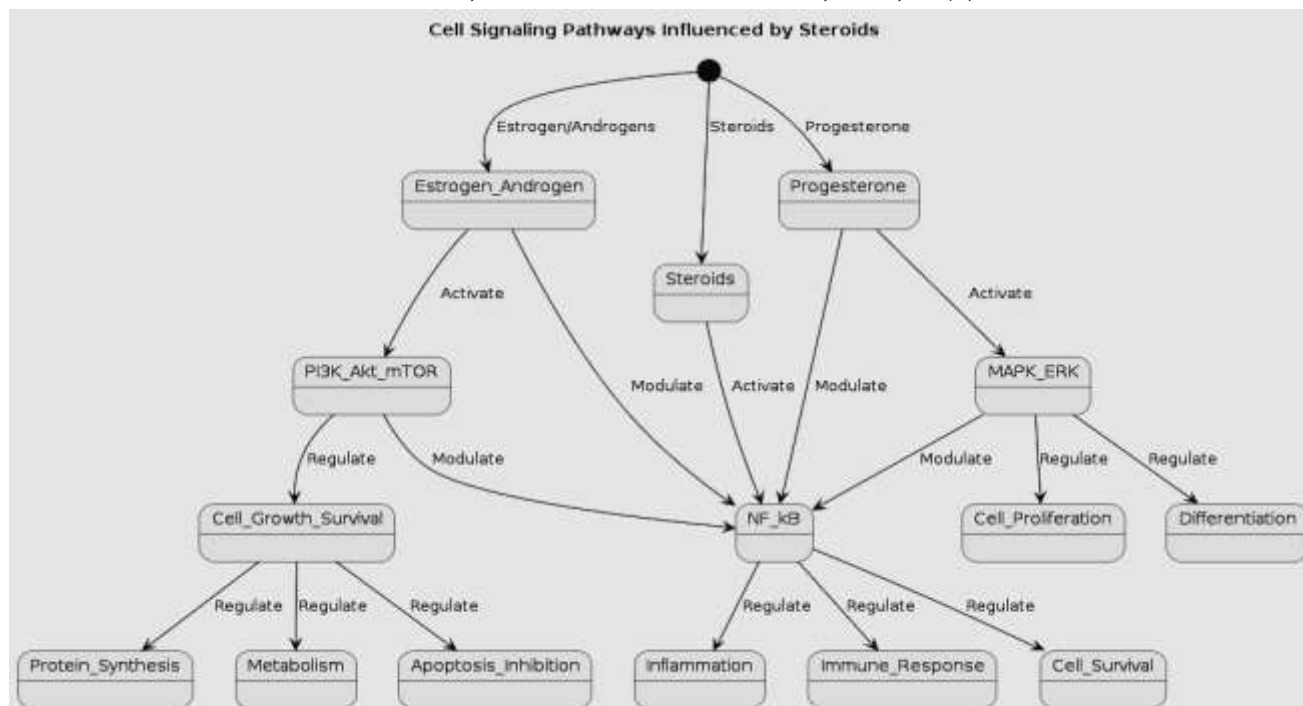 Cell Signaling Pathways Influenced by Steroids
Estrogen/Androgens
Steroids
Progesterone
Estrogen_Androgen
Progesterone
Steroids
Activate
Activate
PI3K_Akt_mTOR
Modulate
Activate
Modulate
MAPK_ERK
Regulate
Modulate
Modulate
Regulate
Regulate
Cell_Growth_Survival
NF_kB
Cell_Proliferation
Differentiation
Regulate
Regulate
Regulate
Regulate
Regulate
Regulate
Protein_Synthesis
Metabolism
Apoptosis_Inhibition
Inflammation
Immune_Response
Cell_Survival